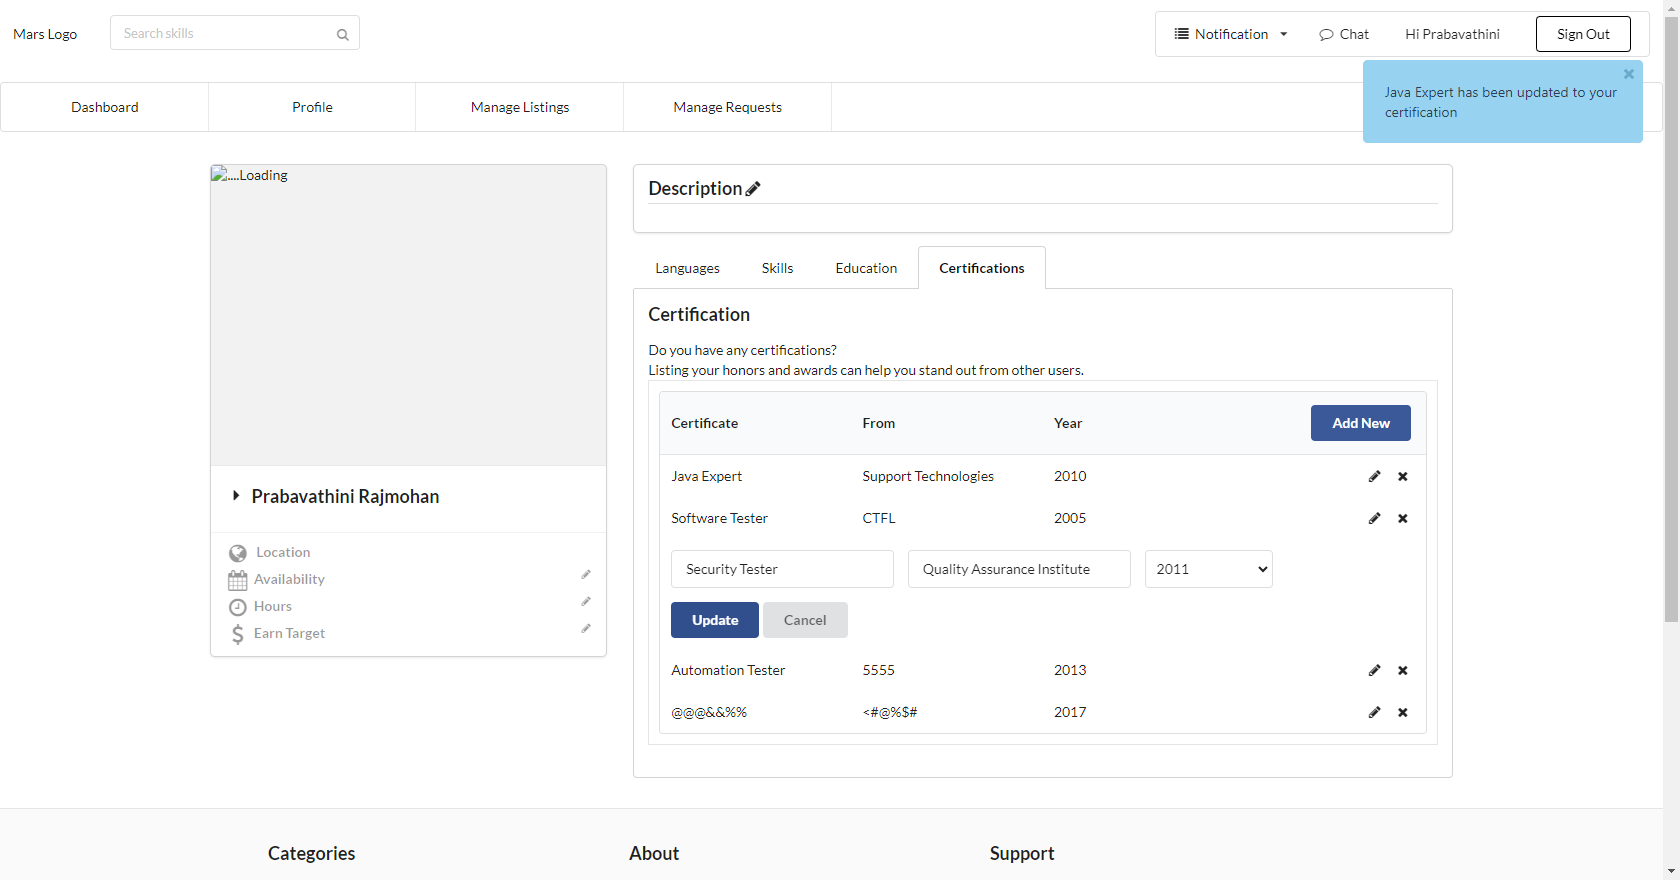 Mars Logo
Search skills
Notification
Chat
Hi Prabavathini
Sign Out
Dashboard
Profile
Manage Listings
Manage Requests
Java Expert has been updated to your
certification
....Loading
Prabavathini Rajmohan
Location
Availability
Hours
Earn Target
Description
Languages
Skills
Education
Certifications
Certification
Do you have any certifications?
Listing your honors and awards can help you stand out from other users.
Certificate From Year Add New
Java Expert Support Technologies 2010
Software Tester CTFL 2005
Security Tester Quality Assurance Institute 2011
Update Cancel
Automation Tester 5555 2013
@@@&&%% <#@%$# 2017
Categories
About
Support